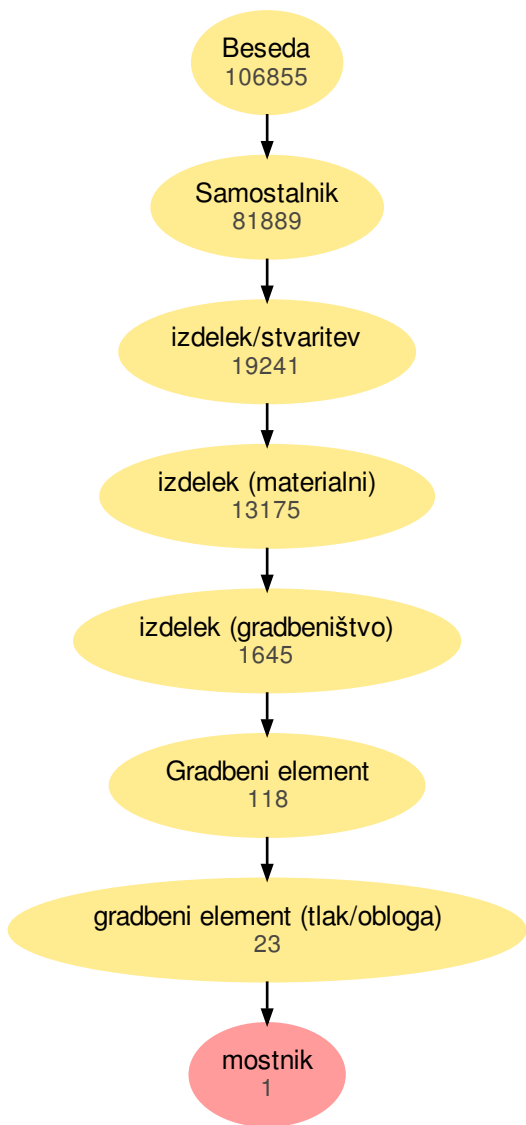 Beseda
106855
Samostalnik
81889
izdelek/stvaritev
19241
izdelek (materialni)
13175
izdelek (gradbeništvo)
1645
Gradbeni element
118
gradbeni element (tlak/obloga)
23
mostnik
1